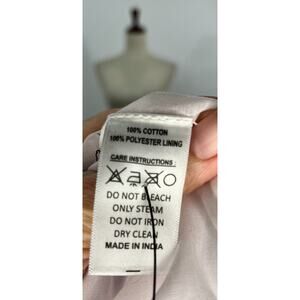 100% COTTON
100% POLYESTER LINING
CARE INSTRUCTIONS :
DO NOT BLEACH
ONLY STEAM
DO NOT IRON
DRY CLEAN
MADE IN INDIA